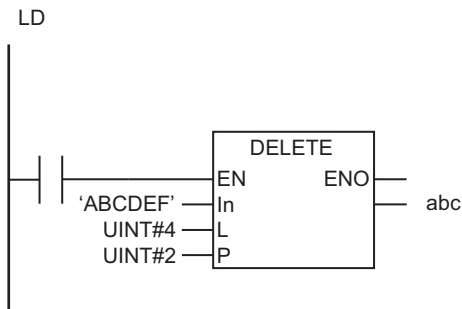 LD
DELETE
EN ENO
‘ABCDEF’ In abc
UINT#4 L
UINT#2 P